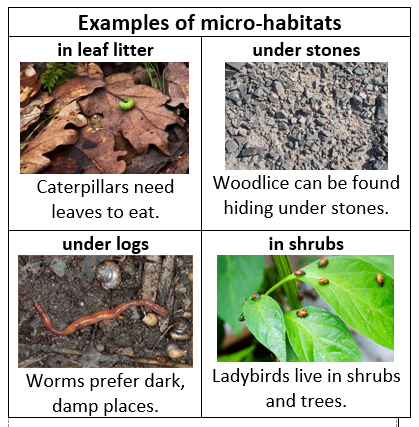 Examples of micro-habitats
in leaf litter
Caterpillars need
leaves to eat.
under stones
Woodlice can be found
hiding under stones.
under logs
Worms prefer dark,
damp places.
in shrubs
Ladybirds live in shrubs
and trees.